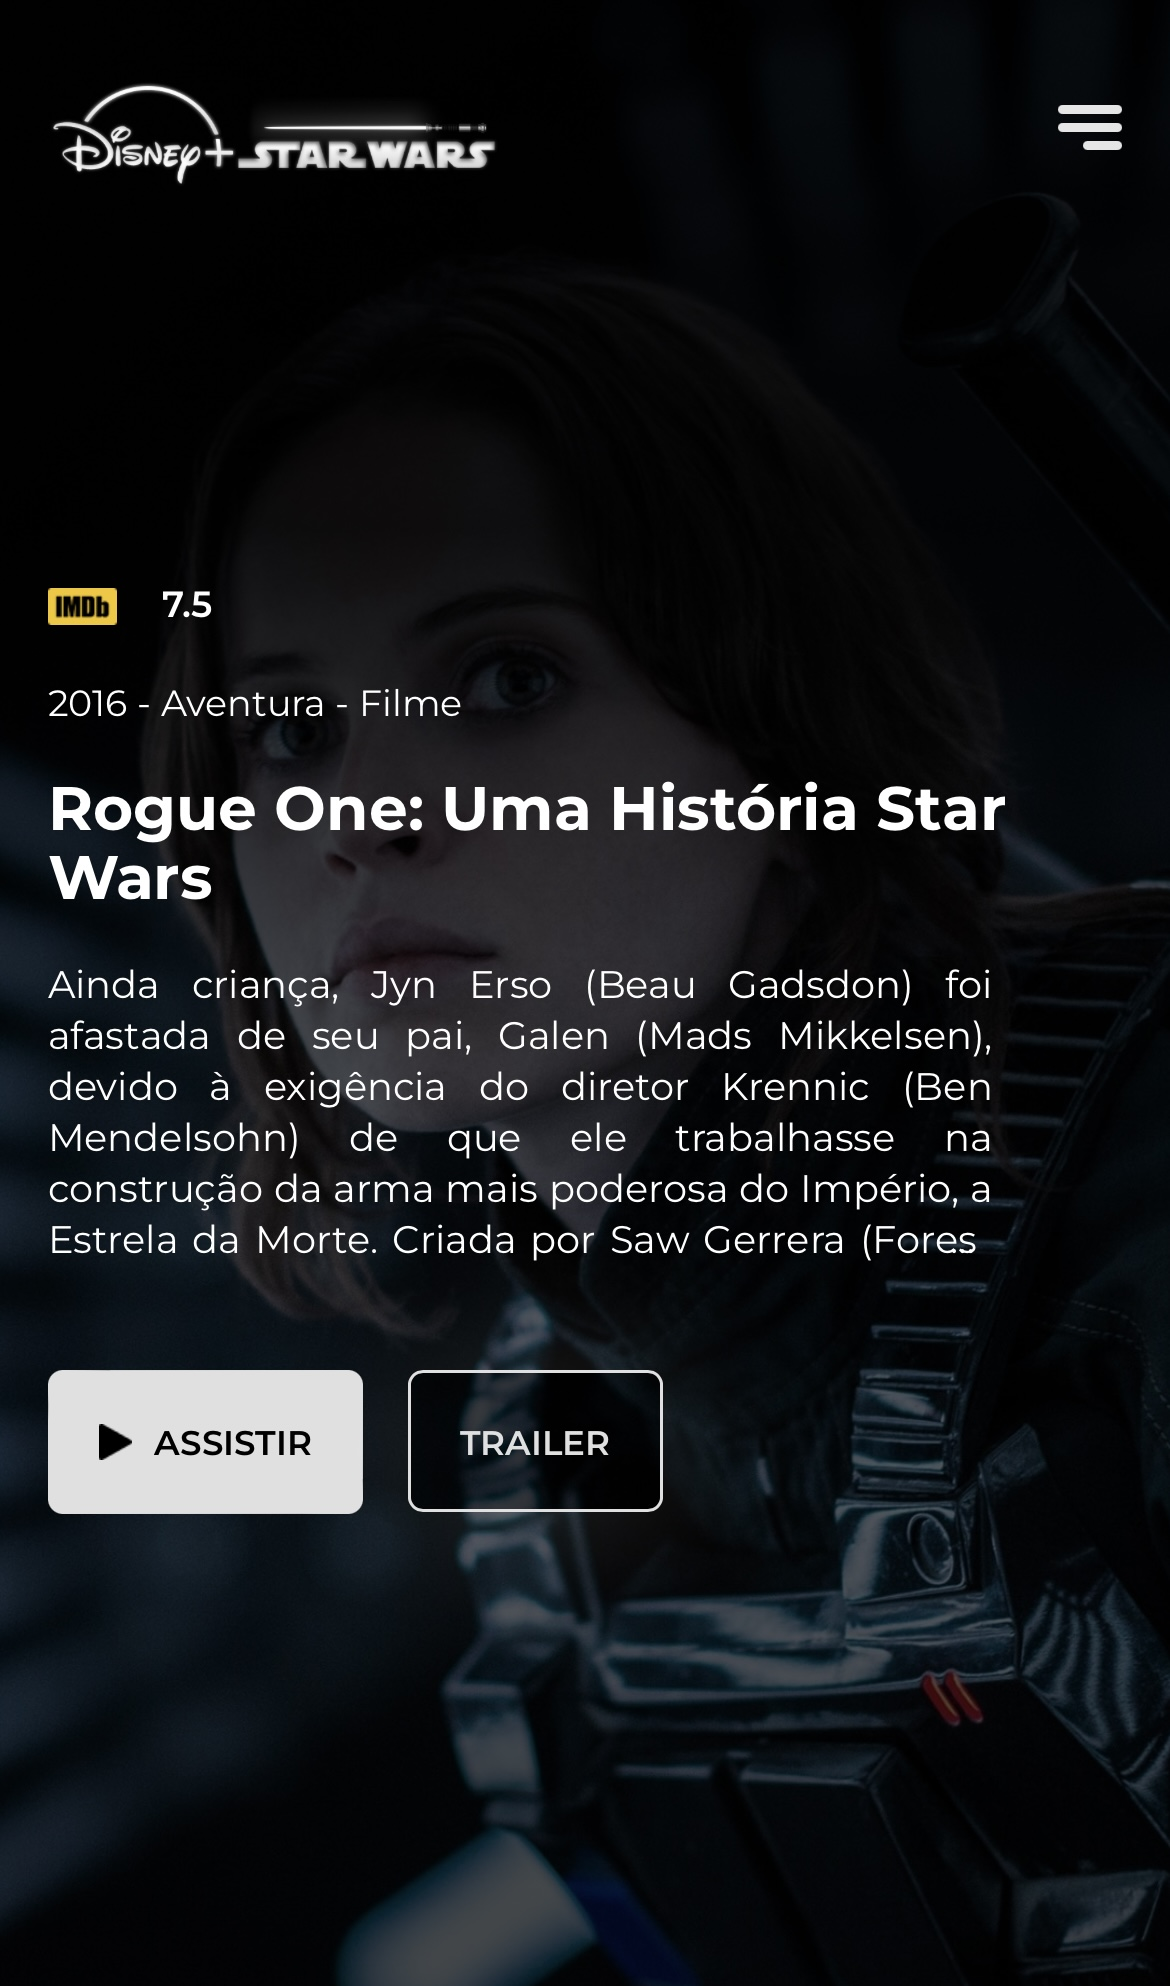 Disney+ STAR WARS
IMDb 7.5
2016 - Aventura - Filme
Rogue One: Uma História Star
Wars
Ainda criança, Jyn Erso (Beau Gadsdon) foi
afastada de seu pai, Galen (Mads Mikkelsen),
devido à exigência do diretor Krennic (Ben
Mendelsohn) de que ele trabalhasse na
construção da arma mais poderosa do Império, a
Estrela da Morte. Criada por Saw Gerrera (Fores...
ASSISTIR TRAILER